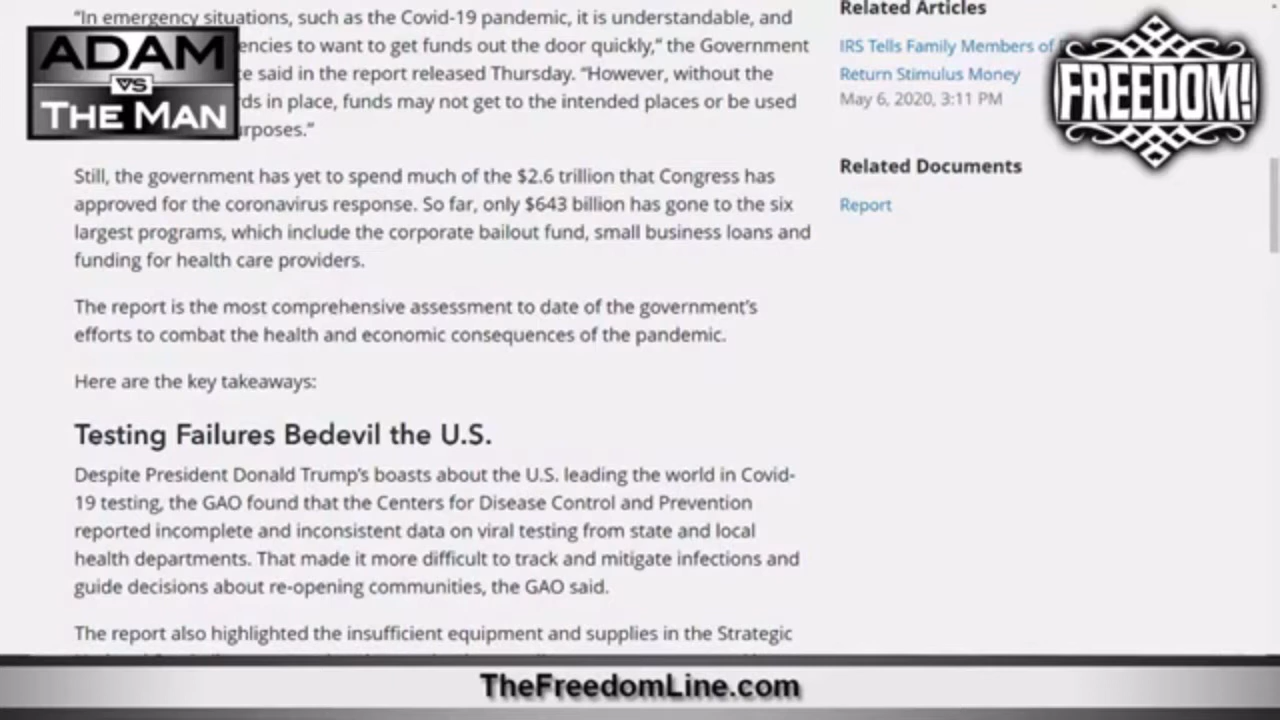 “In emergency situations, such as the Covid-19 pandemic, it is understandable, and
encies to want to get funds out the door quickly,” the Government
e said in the report released Thursday. “However, without the
rds in place, funds may not get to the intended places or be used
rposes.”
Still, the government has yet to spend much of the $2.6 trillion that Congress has
approved for the coronavirus response. So far, only $643 billion has gone to the six
largest programs, which include the corporate bailout fund, small business loans and
funding for health care providers.
The report is the most comprehensive assessment to date of the government’s
efforts to combat the health and economic consequences of the pandemic.
Here are the key takeaways:
Testing Failures Bedevil the U.S.
Despite President Donald Trump’s boasts about the U.S. leading the world in Covid-
19 testing, the GAO found that the Centers for Disease Control and Prevention
reported incomplete and inconsistent data on viral testing from state and local
health departments. That made it more difficult to track and mitigate infections and
guide decisions about re-opening communities, the GAO said.
The report also highlighted the insufficient equipment and supplies in the Strategic
Related Articles
IRS Tells Family Members of
Return Stimulus Money
May 6, 2020, 3:11 PM
Related Documents
Report
ADAM
VS
THE MAN
FREEDOM!
TheFreedomLine.com